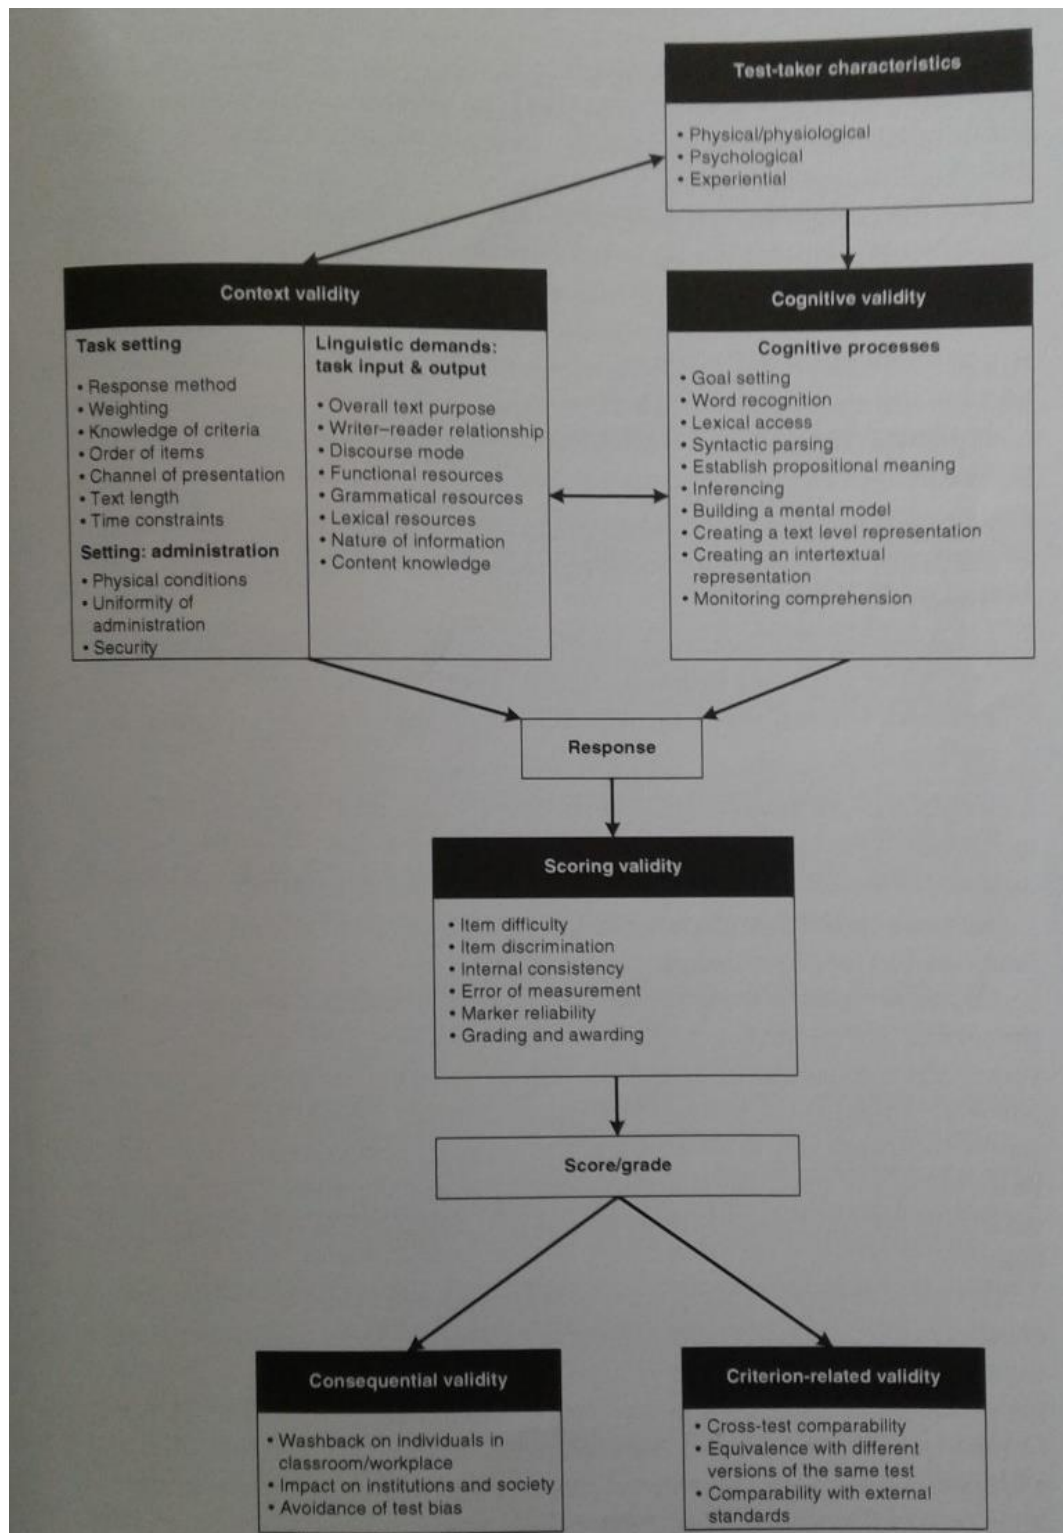 Test-taker characteristics
• Physical/physiological
• Psychological
• Experiential
Context validity
Task setting
• Response method
• Weighting
• Knowledge of criteria
• Order of items
• Channel of presentation
• Text length
• Time constraints
Setting: administration
• Physical conditions
• Uniformity of
administration
• Security
Linguistic demands:
task input & output
• Overall text purpose
• Writer–reader relationship
• Discourse mode
• Functional resources
• Grammatical resources
• Lexical resources
• Nature of information
• Content knowledge
Cognitive validity
Cognitive processes
• Goal setting
• Word recognition
• Lexical access
• Syntactic parsing
• Establish propositional meaning
• Inferencing
• Building a mental model
• Creating a text level representation
• Creating an intertextual
representation
• Monitoring comprehension
Response
Scoring validity
• Item difficulty
• Item discrimination
• Internal consistency
• Error of measurement
• Marker reliability
• Grading and awarding
Score/grade
Consequential validity
• Washback on individuals in
classroom/workplace
• Impact on institutions and society
• Avoidance of test bias
Criterion-related validity
• Cross-test comparability
• Equivalence with different
versions of the same test
• Comparability with external
standards